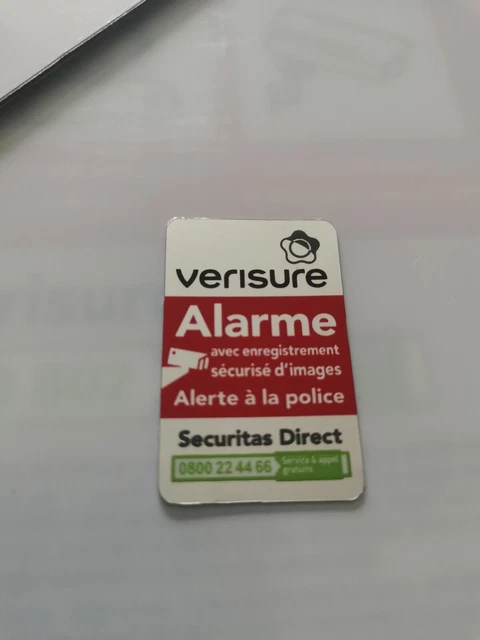 verisure
Alarme
avec enregistrement
sécurisé d'images
Alerte à la police
Securitas Direct
0800 22 44 66
Service & appel
gratuits